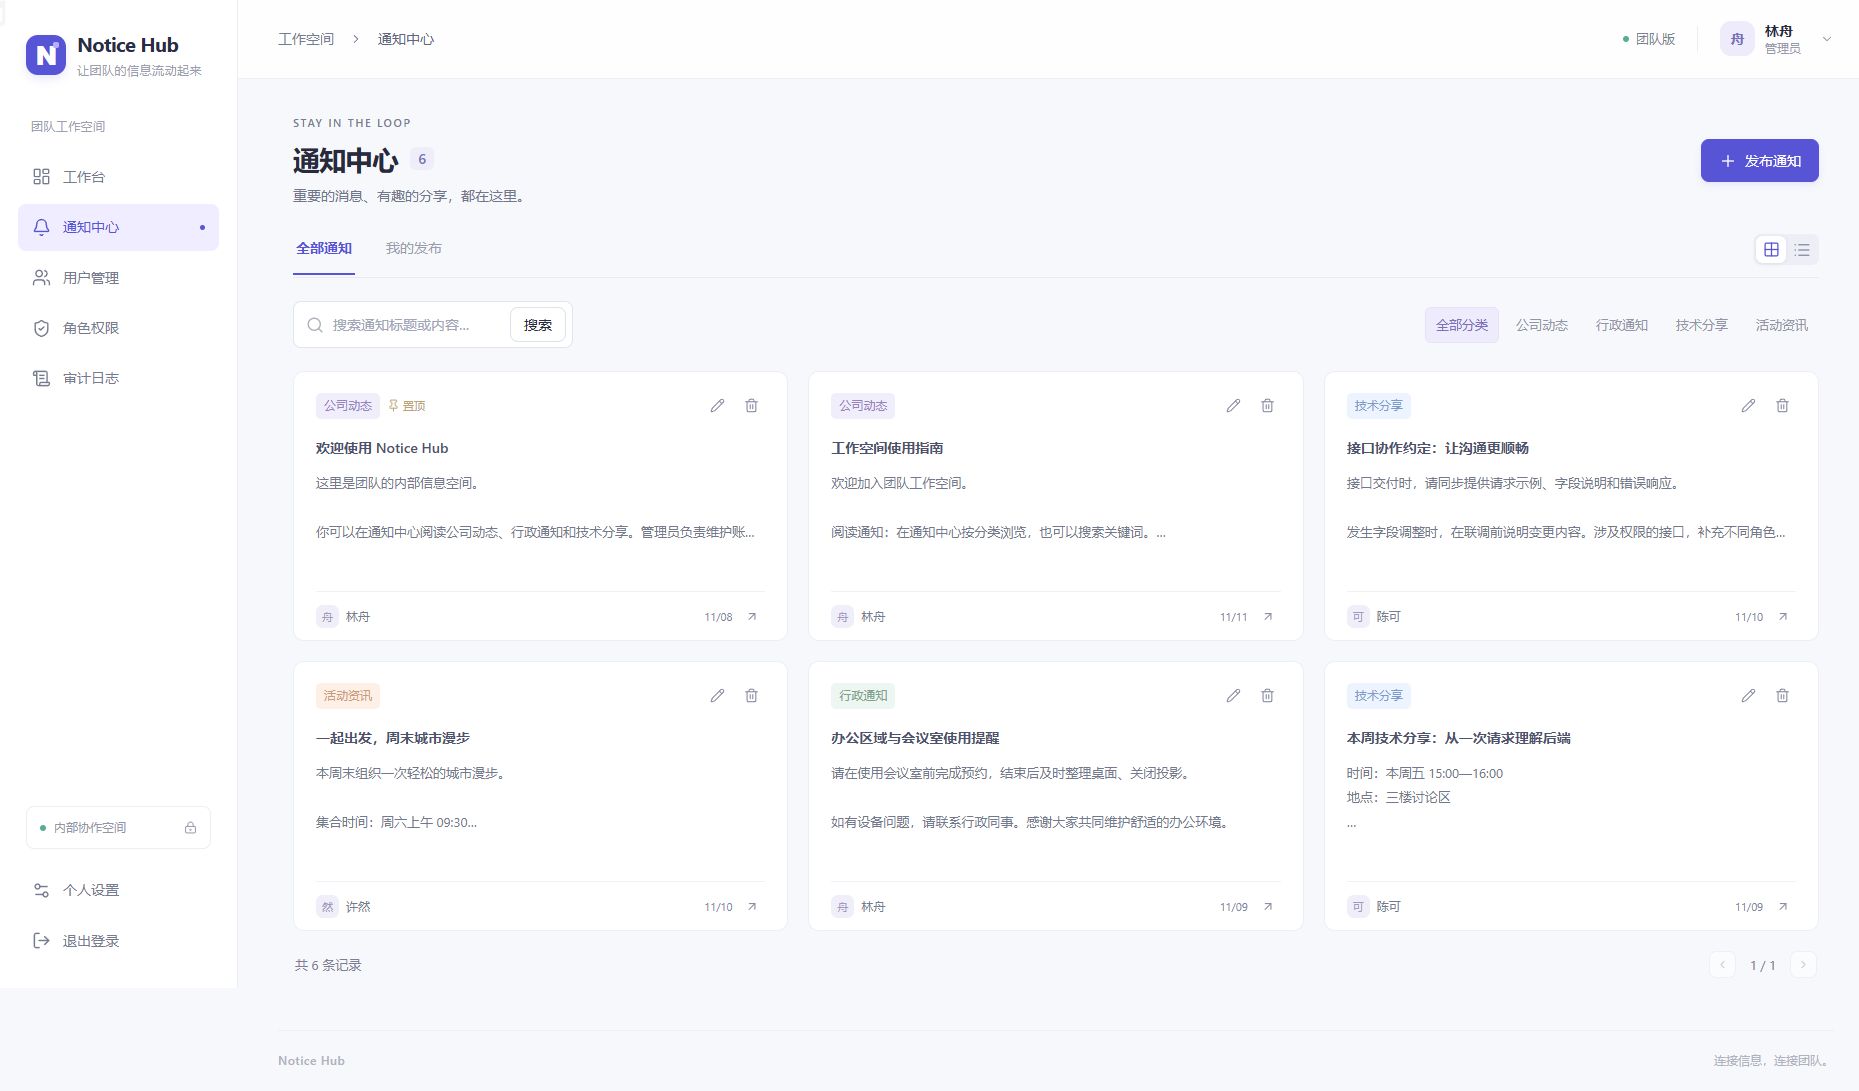 Notice Hub
让团队的信息流动起来
团队工作空间
工作台
通知中心
用户管理
角色权限
审计日志
内部协作空间
个人设置
退出登录
工作空间 > 通知中心
团队版
舟
林舟
管理员
STAY IN THE LOOP
通知中心 6
重要的消息、有趣的分享，都在这里。
发布通知
全部通知 我的发布
搜索通知标题或内容... 搜索
全部分类 公司动态 行政通知 技术分享 活动资讯
公司动态 置顶
欢迎使用 Notice Hub
这里是团队的内部信息空间。
你可以在通知中心阅读公司动态、行政通知和技术分享。管理员负责维护账...
舟 林舟 11/08
公司动态
工作空间使用指南
欢迎加入团队工作空间。
阅读通知：在通知中心按分类浏览，也可以搜索关键词。...
舟 林舟 11/11
技术分享
接口协作约定：让沟通更顺畅
接口交付时，请同步提供请求示例、字段说明和错误响应。
发生字段调整时，在联调前说明变更内容。涉及权限的接口，补充不同角色...
可 陈可 11/10
活动资讯
一起出发，周末城市漫步
本周末组织一次轻松的城市漫步。
集合时间：周六上午 09:30...
然 许然 11/10
行政通知
办公区域与会议室使用提醒
请在使用会议室前完成预约，结束后及时整理桌面、关闭投影。
如有设备问题，请联系行政同事。感谢大家共同维护舒适的办公环境。
舟 林舟 11/09
技术分享
本周技术分享：从一次请求理解后端
时间：本周五 15:00—16:00
地点：三楼讨论区
...
可 陈可 11/09
共 6 条记录
1 / 1
Notice Hub
连接信息，连接团队。